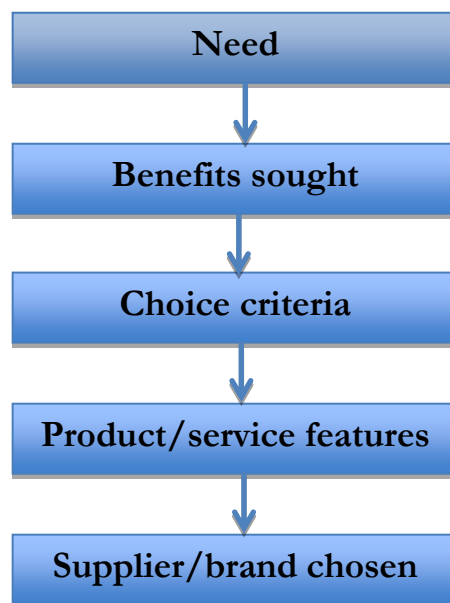 Need
Benefits sought
Choice criteria
Product/service features
Supplier/brand chosen